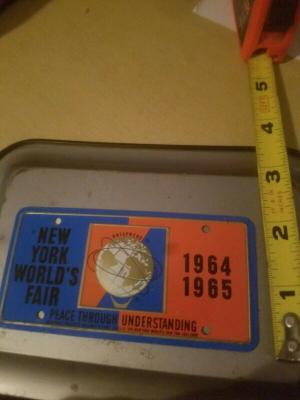 NEW
YORK
WORLD'S
FAIR
UNISPHERE
1964
1965
PEACE THROUGH UNDERSTANDING
5
4
3
2
1